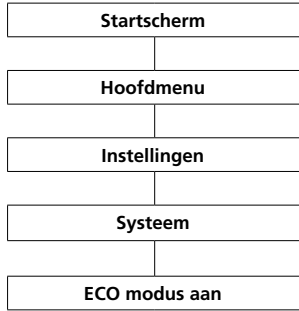 Startscherm
Hoofdmenu
Instellingen
Systeem
ECO modus aan